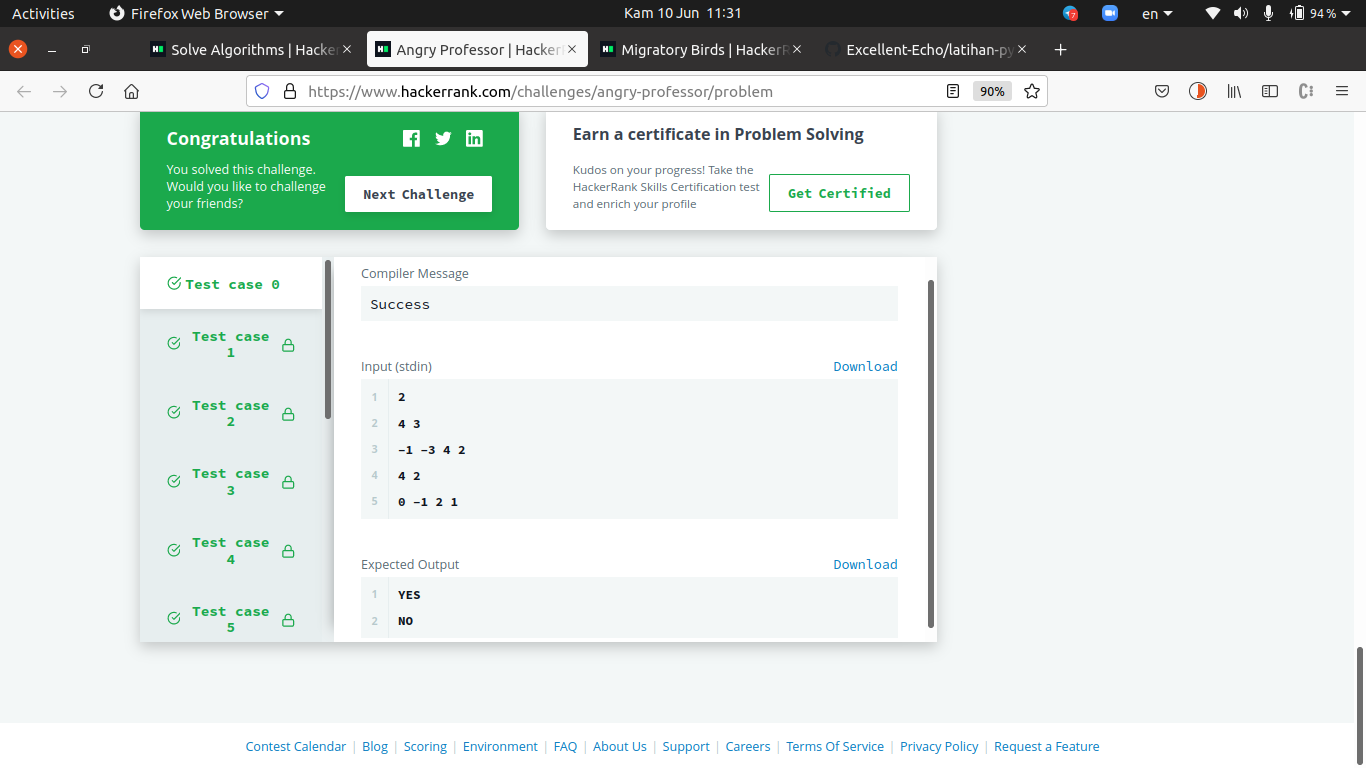 Activities Firefox Web Browser Kam 10 Jun 11:31 7 en 94 %
Solve Algorithms | Hacker Angry Professor | HackerR Migratory Birds | HackerR Excellent-Echo/latihan-py
https://www.hackerrank.com/challenges/angry-professor/problem 90%
Congratulations
You solved this challenge.
Would you like to challenge
your friends?
Next Challenge
Earn a certificate in Problem Solving
Kudos on your progress! Take the
HackerRank Skills Certification test
and enrich your profile
Get Certified
Test case 0
Test case
1
Test case
2
Test case
3
Test case
4
Test case
5
Compiler Message
Success
Input (stdin) Download
1 2
2 4 3
3 -1 -3 4 2
4 4 2
5 0 -1 2 1
Expected Output Download
1 YES
2 NO
Contest Calendar | Blog | Scoring | Environment | FAQ | About Us | Support | Careers | Terms Of Service | Privacy Policy | Request a Feature